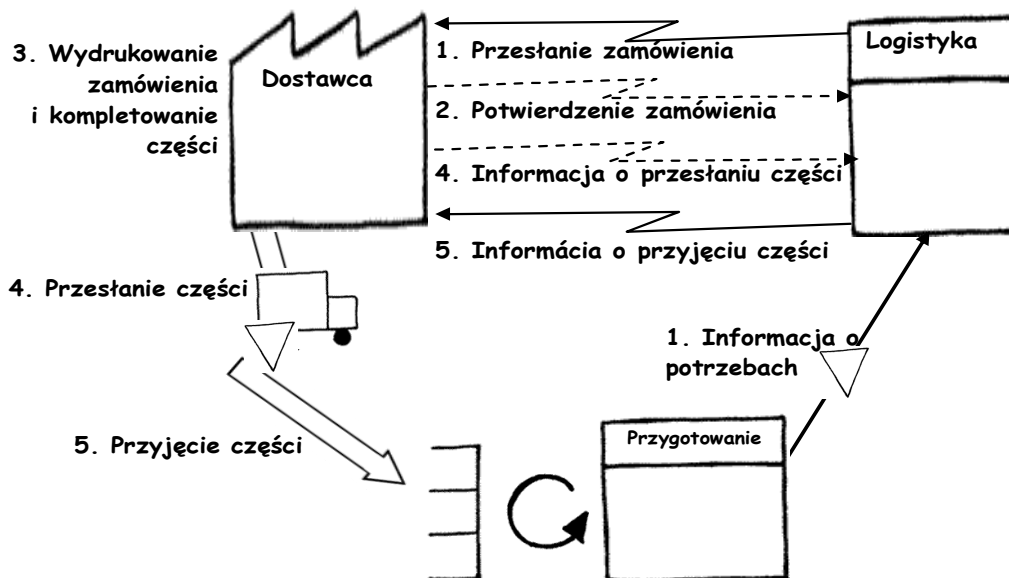 3. Wydrukowanie
zamówienia
i kompletowanie
części
Dostawca
1. Przesłanie zamówienia
2. Potwierdzenie zamówienia
4. Informacja o przesłaniu części
5. Informácia o przyjęciu części
Logistyka
4. Przesłanie części
1. Informacja o
potrzebach
5. Przyjęcie części
Przygotowanie